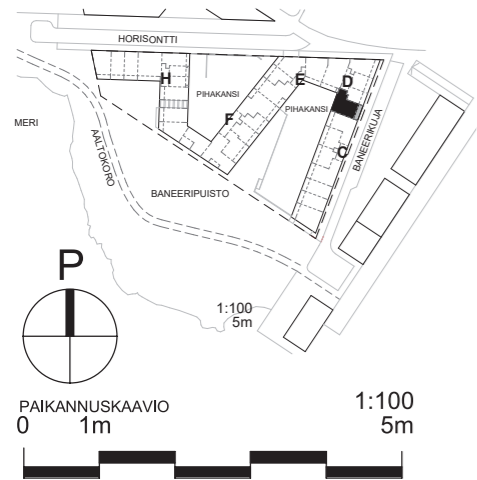 HORISONTTI
H
E
D
PIHAKANSI
PIHAKANSI
F
C
MERI
AALTOKORO
BANEERIKUJA
BANEERIPUISTO
P
1:100
5m
PAIKANNUSKAAVIO
1:100
0 1m 5m